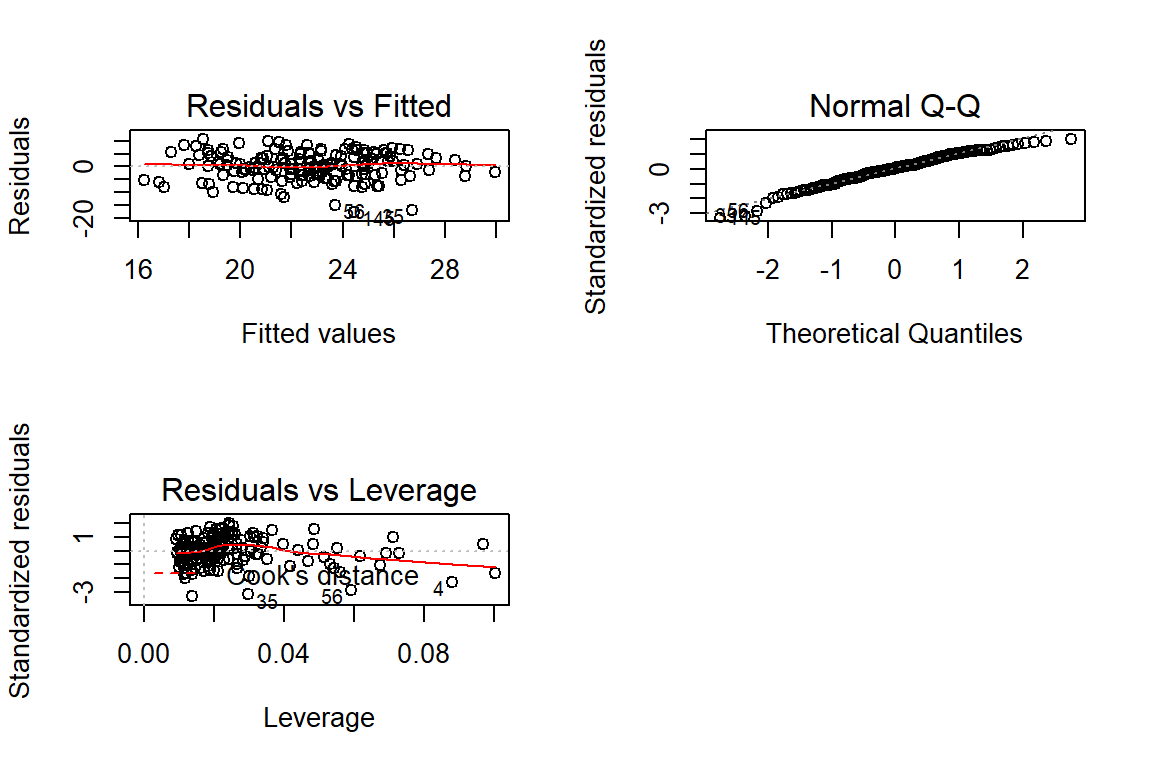 Residuals vs Fitted
Residuals
0
-20
56
145
35
16 20 24 28
Fitted values
Normal Q-Q
Standardized residuals
0
-3
56
-2 -1 0 1 2
Theoretical Quantiles
Residuals vs Leverage
Standardized residuals
1
-3
Cook's distance
35
56
4
0.00 0.04 0.08
Leverage